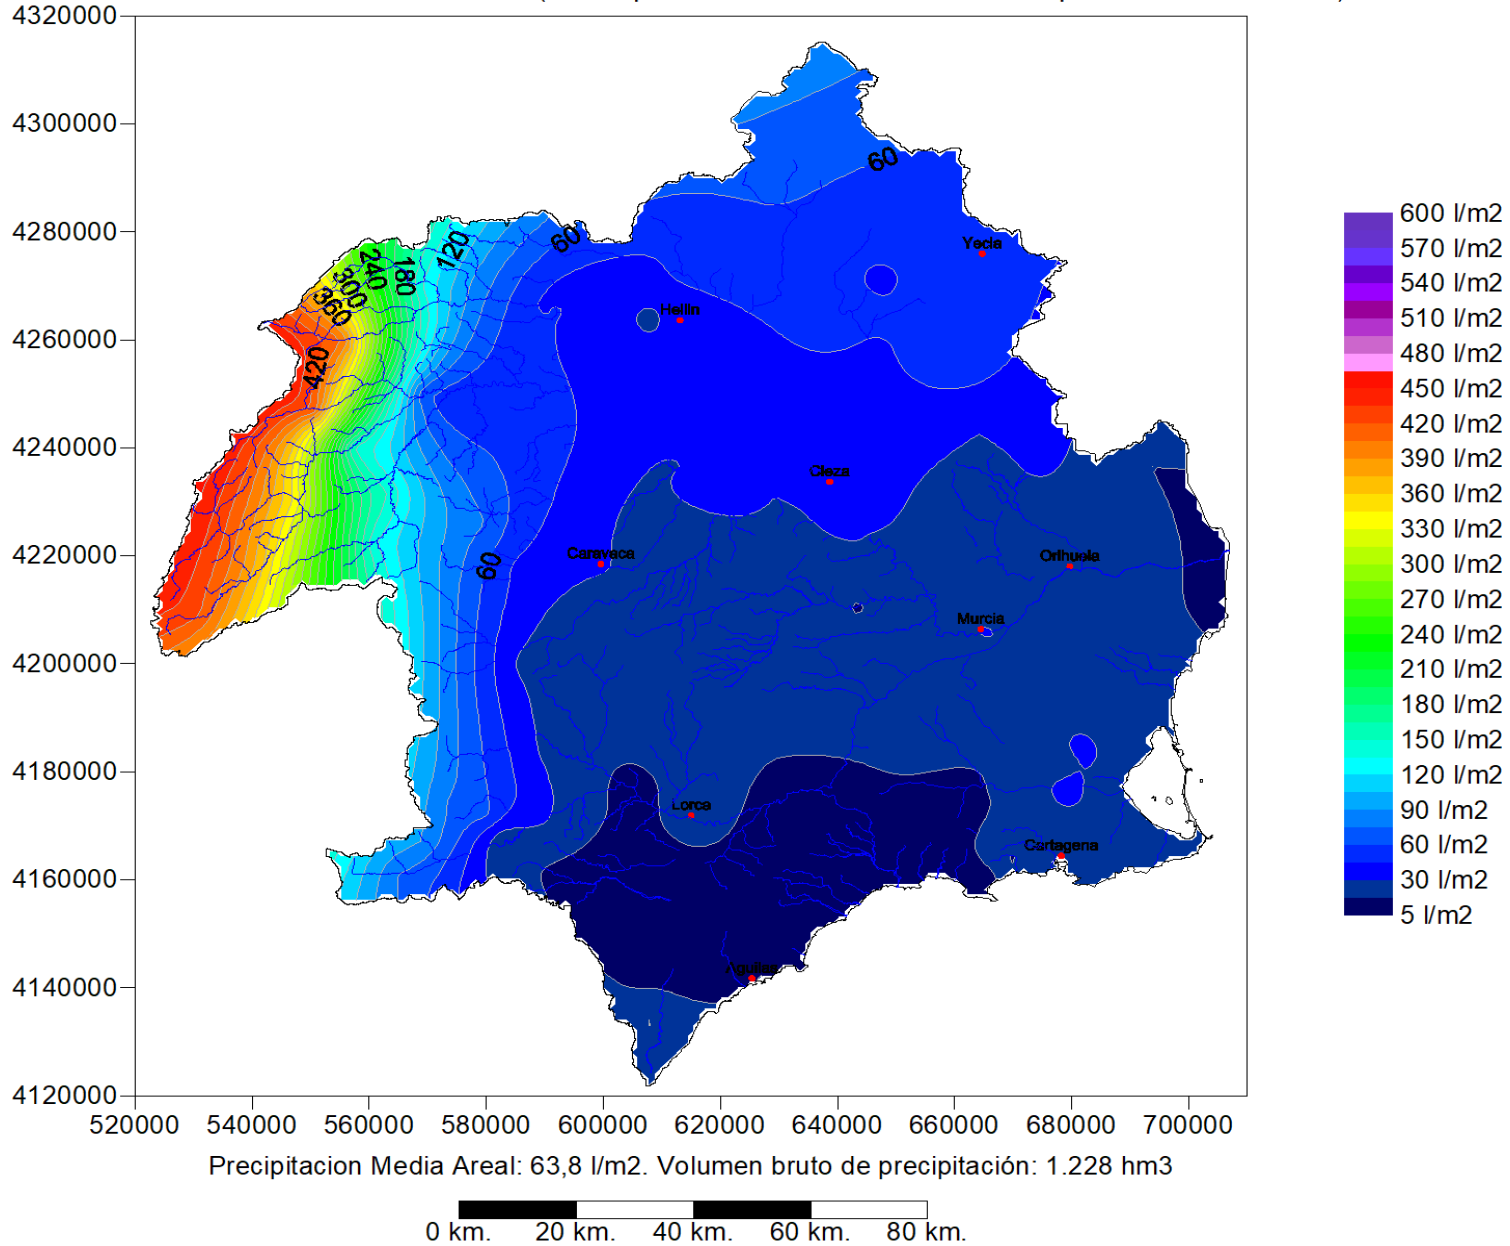 4320000
4300000
4280000
4260000
4240000
4220000
4200000
4180000
4160000
4140000
4120000
520000 540000 560000 580000 600000 620000 640000 660000 680000 700000
60
60
120
180
240
300
360
420
60
Yecla
Hellin
Cieza
Caravaca
Orihuela
Murcia
Lorca
Cartagena
Aguilas
600 l/m2
570 l/m2
540 l/m2
510 l/m2
480 l/m2
450 l/m2
420 l/m2
390 l/m2
360 l/m2
330 l/m2
300 l/m2
270 l/m2
240 l/m2
210 l/m2
180 l/m2
150 l/m2
120 l/m2
90 l/m2
60 l/m2
30 l/m2
5 l/m2
Precipitacion Media Areal: 63,8 l/m2. Volumen bruto de precipitación: 1.228 hm3
0 km. 20 km. 40 km. 60 km. 80 km.